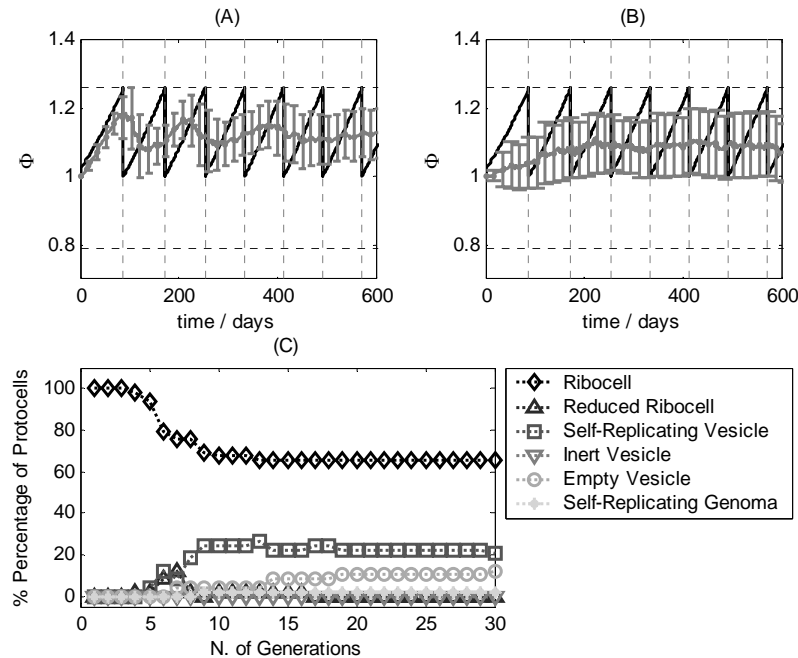 (A)
1.4
1.2
1
0.8
Φ
0 200 400 600
time / days
(B)
1.4
1.2
1
0.8
Φ
0 200 400 600
time / days
(C)
100
80
60
40
20
0
% Percentage of Protocells
0 5 10 15 20 25 30
N. of Generations
Ribocell
Reduced Ribocell
Self-Replicating Vesicle
Inert Vesicle
Empty Vesicle
Self-Replicating Genoma